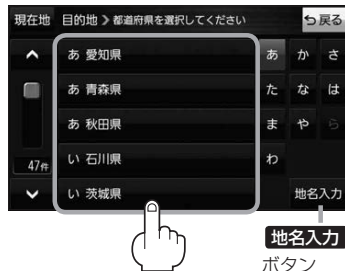 現在地 目的地 > 都道府県を選択してください 戻る
あ 愛知県 あ か さ
あ 青森県 た な は
あ 秋田県 ま や ら
い 石川県 わ
47件
い 茨城県 地名入力
地名入力
ボタン